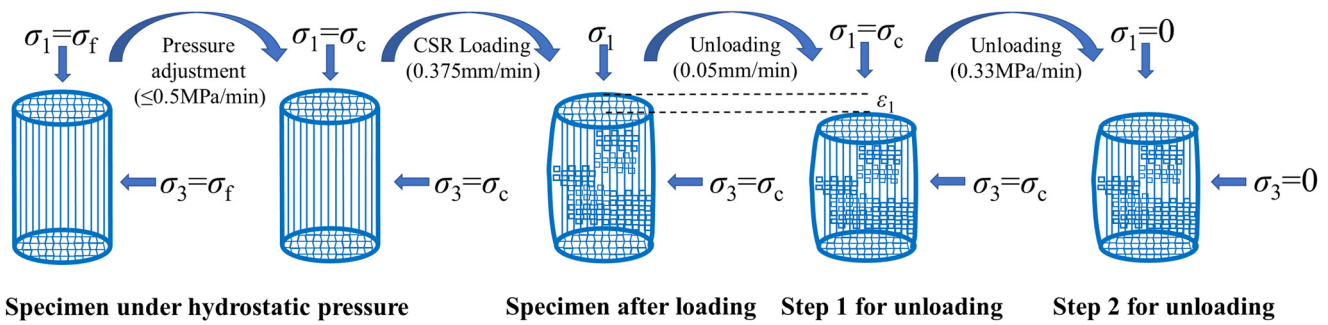 σ₁=σf
Pressure
adjustment
(≤0.5MPa/min)
σ₁=σc
CSR Loading
(0.375mm/min)
σ₁
Unloading
(0.05mm/min)
σ₁=σc
Unloading
(0.33MPa/min)
σ₁=0
ε₁
σ₃=σf
σ₃=σc
σ₃=σc
σ₃=σc
σ₃=0
Specimen under hydrostatic pressure
Specimen after loading
Step 1 for unloading
Step 2 for unloading